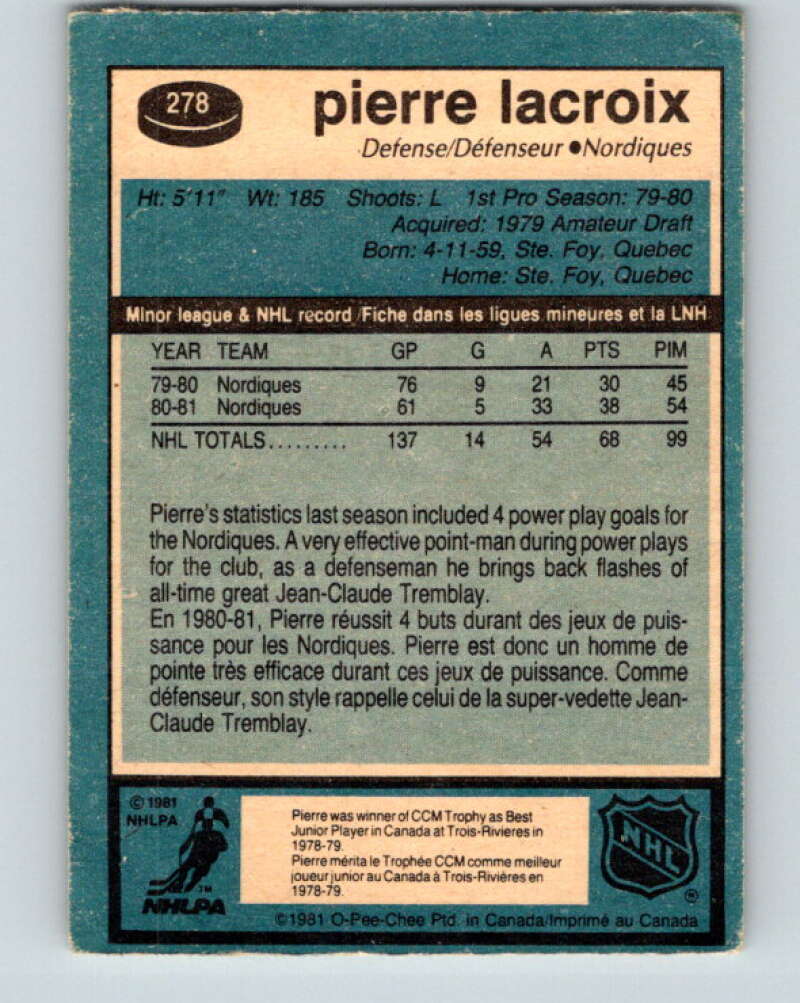 278
pierre lacroix
Defense/Défenseur ●Nordiques
Ht: 5'11" Wt: 185 Shoots: L 1st Pro Season: 79-80
Acquired: 1979 Amateur Draft
Born: 4-11-59, Ste. Foy, Quebec
Home: Ste. Foy, Quebec
Minor league & NHL record/Fiche dans les ligues mineures et la LNH
YEAR TEAM GP G A PTS PIM
79-80 Nordiques 76 9 21 30 45
80-81 Nordiques 61 5 33 38 54
NHL TOTALS......... 137 14 54 68 99
Pierre's statistics last season included 4 power play goals for
the Nordiques. A very effective point-man during power plays
for the club, as a defenseman he brings back flashes of
all-time great Jean-Claude Tremblay.
En 1980-81, Pierre réussit 4 buts durant des jeux de puis-
sance pour les Nordiques. Pierre est donc un homme de
pointe très efficace durant ces jeux de puissance. Comme
défenseur, son style rappelle celui de la super-vedette Jean-
Claude Tremblay.
© 1981
NHLPA
TM
NHLPA
Pierre was winner of CCM Trophy as Best
Junior Player in Canada at Trois-Rivieres in
1978-79.
Pierre mérita le Trophée CCM comme meilleur
joueur junior au Canada à Trois-Rivières en
1978-79.
NHL
®
©1981 O-Pee-Chee Ptd. in Canada/Imprimé au Canada